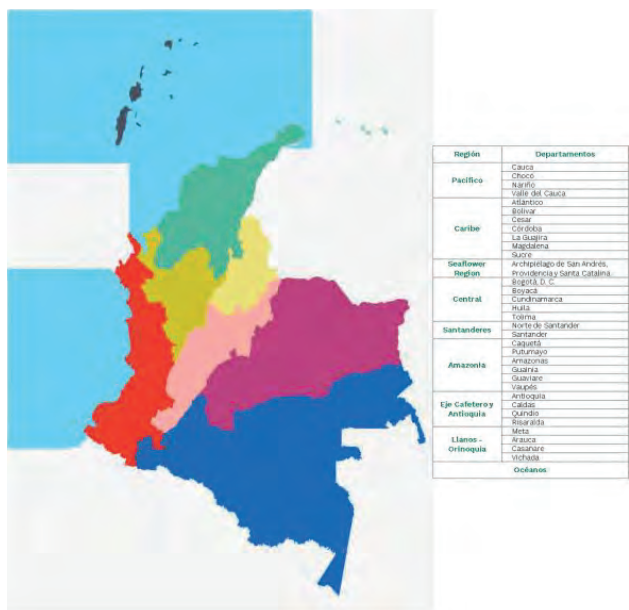 Región Departamentos
Pacífico
Cauca
Chocó
Nariño
Valle del Cauca
Caribe
Atlántico
Bolívar
Cesar
Córdoba
La Guajira
Magdalena
Sucre
Seaflower
Region
Archipiélago de San Andrés,
Providencia y Santa Catalina.
Central
Bogotá, D. C.
Boyacá
Cundinamarca
Huila
Tolima
Santanderes
Norte de Santander
Santander
Amazonia
Caquetá
Putumayo
Amazonas
Guainía
Guaviare
Vaupés
Eje Cafetero y
Antioquia
Antioquia
Caldas
Quindío
Risaralda
Llanos -
Orinoquia
Meta
Arauca
Casanare
Vichada
Océanos